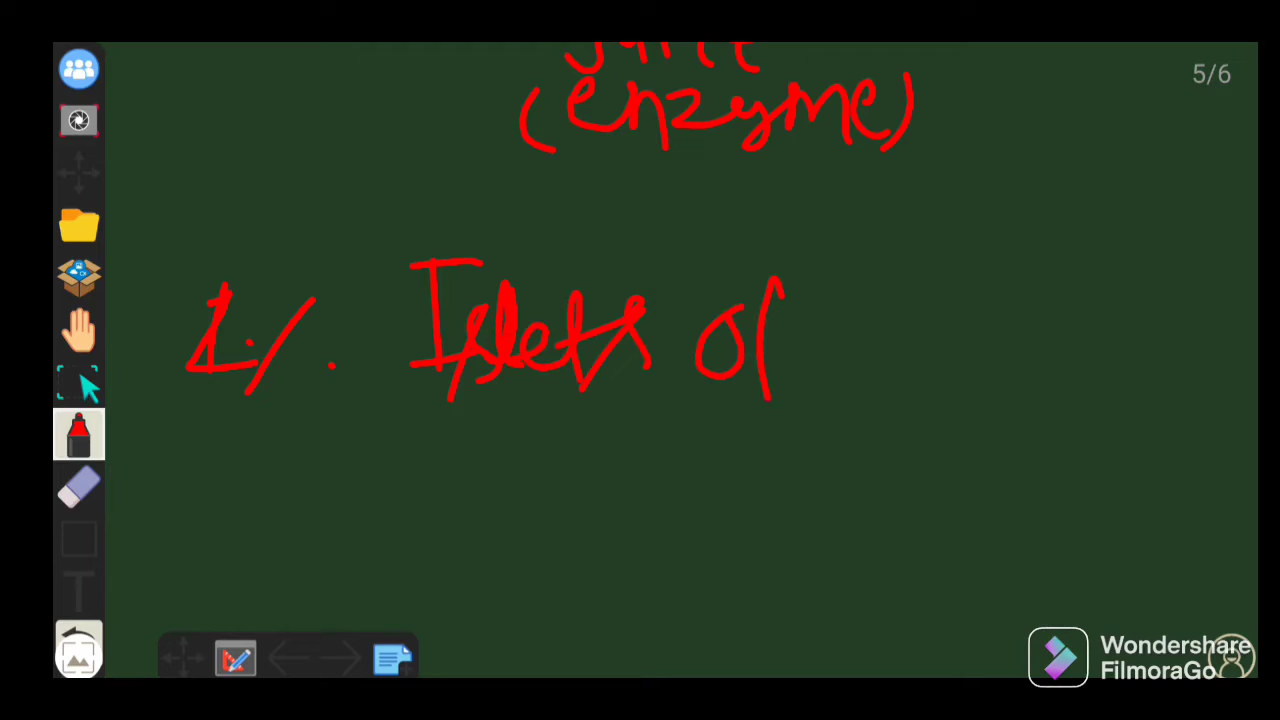 5/6
(enzyme)
1/. Islets of
Wondershare
FilmoraGo